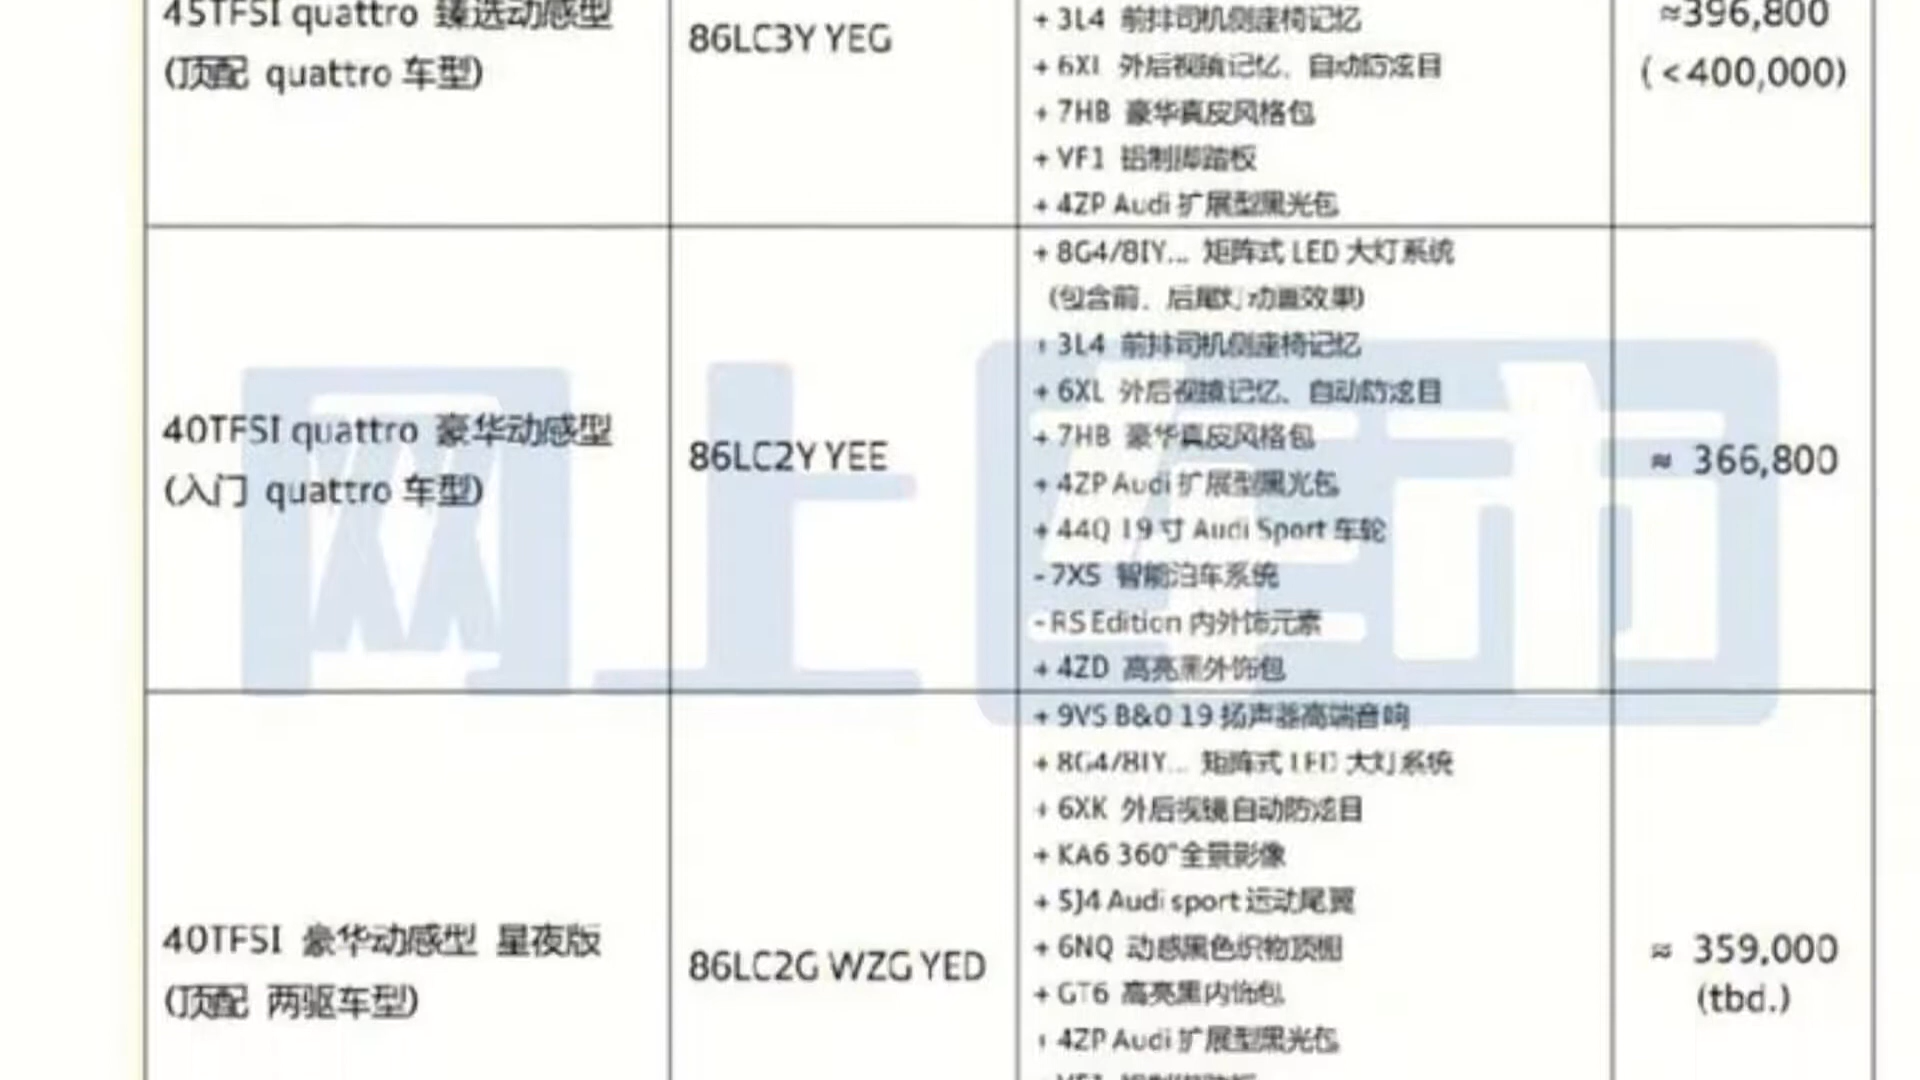 45TFSI quattro 臻选动感型
(顶配 quattro 车型)
86LC3Y YEG
+ 3L4 前排司机侧座椅记忆
+ 6XL 外后视镜记忆、自动防炫目
+ 7HB 豪华真皮风格包
+ VF1 铝制脚踏板
+ 4ZP Audi 扩展型黑光包
≈396,800
(<400,000)
40TFSI quattro 豪华动感型
(入门 quattro 车型)
86LC2Y YEE
+ 8G4/8IY... 矩阵式 LED 大灯系统
(包含前、后尾灯动画效果)
+ 3L4 前排司机侧座椅记忆
+ 6XL 外后视镜记忆、自动防炫目
+ 7HB 豪华真皮风格包
+ 4ZP Audi 扩展型黑光包
+ 44Q 19寸 Audi Sport 车轮
- 7X5 智能泊车系统
- RS Edition 内外饰元素
+ 4ZD 高亮黑外饰包
≈ 366,800
40TFSI 豪华动感型 星夜版
(顶配 两驱车型)
86LC2G WZG YED
+ 9VS B&O 19 扬声器高端音响
+ 8G4/8IY... 矩阵式 LED 大灯系统
+ 6XK 外后视镜自动防炫目
+ KA6 360°全景影像
+ 5J4 Audi sport 运动尾翼
+ 6NQ 动感黑色织物顶棚
+ GT6 高亮黑内饰包
+ 4ZP Audi 扩展型黑光包
+ VF1 铝制脚踏板
≈ 359,000
(tbd.)
网上车市